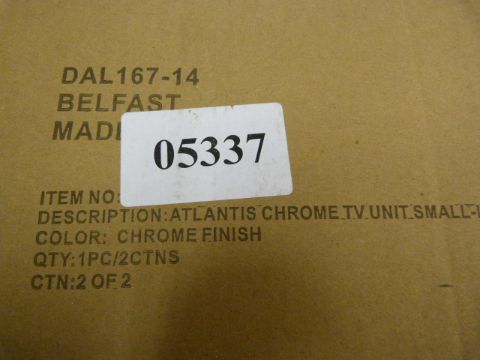 DAL167-14
BELFAST
MADE
05337
ITEM NO:
DESCRIPTION:ATLANTIS CHROME TV UNIT SMALL-
COLOR: CHROME FINISH
QTY:1PC/2CTNS
CTN:2 OF 2